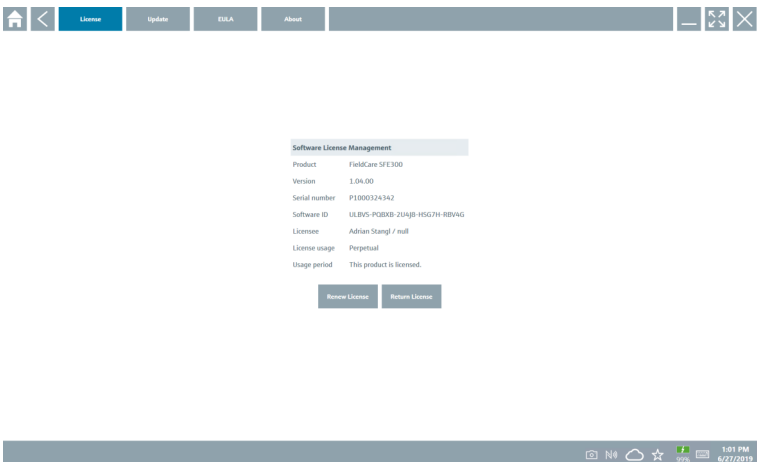 License Update EULA About
Software License Management
Product FieldCare SFE300
Version 1.04.00
Serial number P1000324342
Software ID ULBVS-PQBXB-2U4JB-HSG7H-RBV4G
Licensee Adrian Stangl / null
License usage Perpetual
Usage period This product is licensed.
Renew License Return License
99%
1:01 PM
6/27/2019